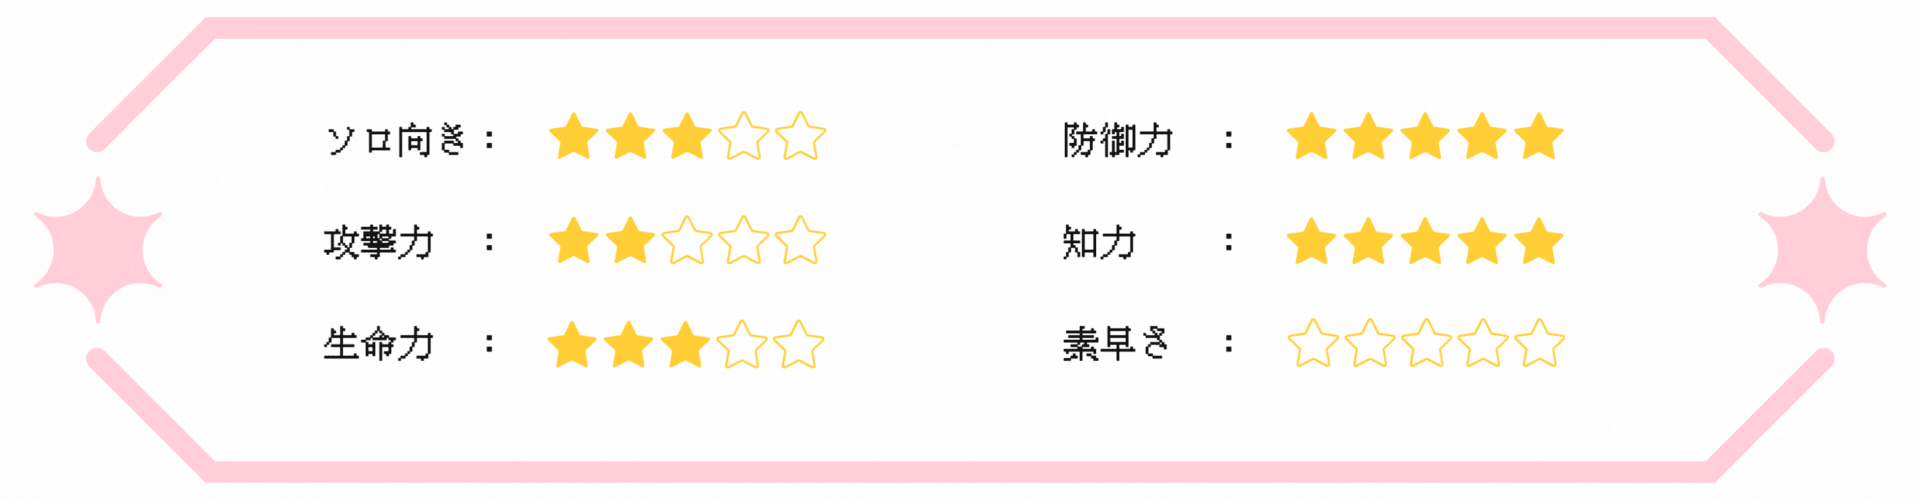 ソロ向き： ★★★☆☆ 防御力 ： ★★★★★
攻撃力 ： ★★☆☆☆ 知力 ： ★★★★★
生命力 ： ★★★☆☆ 素早さ ： ☆☆☆☆☆